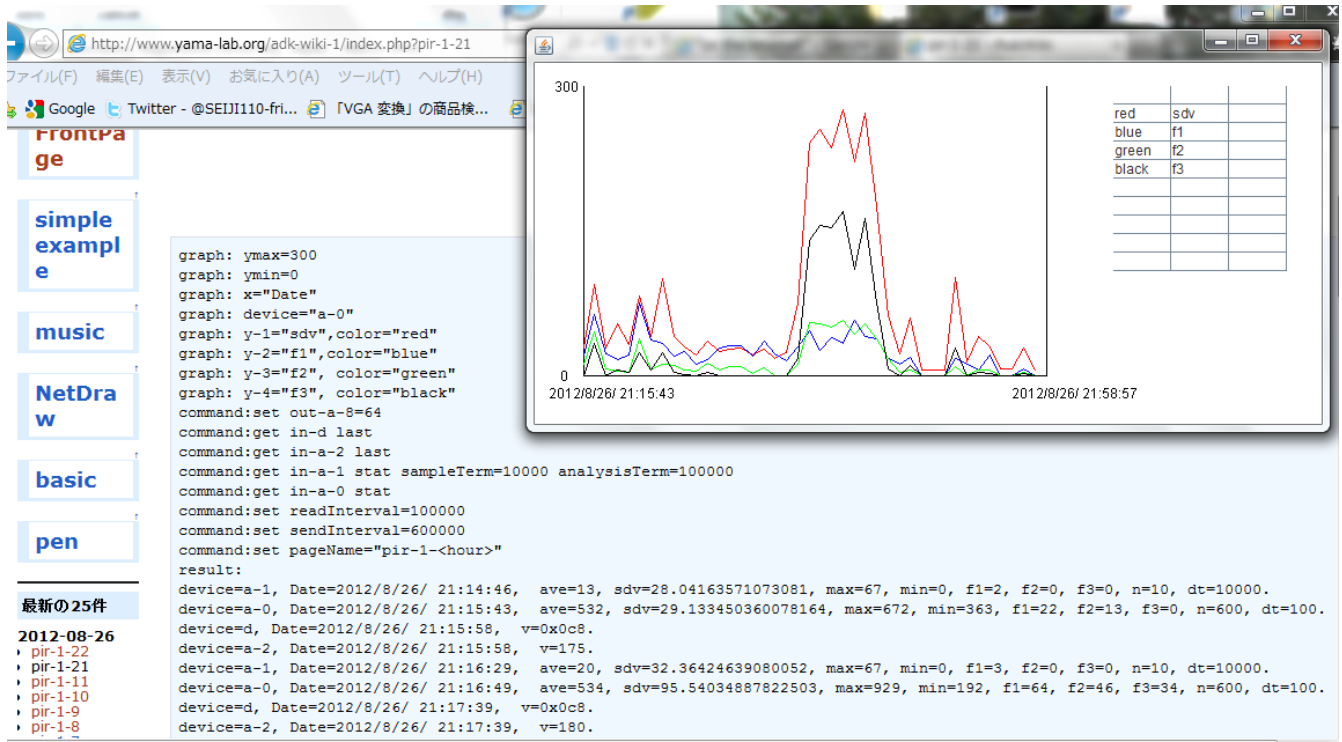 http://www.yama-lab.org/adk-wiki-1/index.php?pir-1-21
ファイル(F) 編集(E) 表示(V) お気に入り(A) ツール(T) ヘルプ(H)
Google Twitter - @SEIJI110-fri... 「VGA 変換」の商品検...
FrontPa
ge
simple
exampl
e
music
NetDra
w
basic
pen
最新の25件
2012-08-26
pir-1-22
pir-1-21
pir-1-11
pir-1-10
pir-1-9
pir-1-8
graph: ymax=300
graph: ymin=0
graph: x="Date"
graph: device="a-0"
graph: y-1="sdv",color="red"
graph: y-2="f1",color="blue"
graph: y-3="f2", color="green"
graph: y-4="f3", color="black"
command:set out-a-8=64
command:get in-d last
command:get in-a-2 last
command:get in-a-1 stat sampleTerm=10000 analysisTerm=100000
command:get in-a-0 stat
command:set readInterval=100000
command:set sendInterval=600000
command:set pageName="pir-1-<hour>"
result:
device=a-1, Date=2012/8/26/ 21:14:46, ave=13, sdv=28.04163571073081, max=67, min=0, f1=2, f2=0, f3=0, n=10, dt=10000.
device=a-0, Date=2012/8/26/ 21:15:43, ave=532, sdv=29.133450360078164, max=672, min=363, f1=22, f2=13, f3=0, n=600, dt=100.
device=d, Date=2012/8/26/ 21:15:58, v=0x0c8.
device=a-2, Date=2012/8/26/ 21:15:58, v=175.
device=a-1, Date=2012/8/26/ 21:16:29, ave=20, sdv=32.36424639080052, max=67, min=0, f1=3, f2=0, f3=0, n=10, dt=10000.
device=a-0, Date=2012/8/26/ 21:16:49, ave=534, sdv=95.54034887822503, max=929, min=192, f1=64, f2=46, f3=34, n=600, dt=100.
device=d, Date=2012/8/26/ 21:17:39, v=0x0c8.
device=a-2, Date=2012/8/26/ 21:17:39, v=180.
300
0
2012/8/26/ 21:15:43
2012/8/26/ 21:58:57
red sdv
blue f1
green f2
black f3